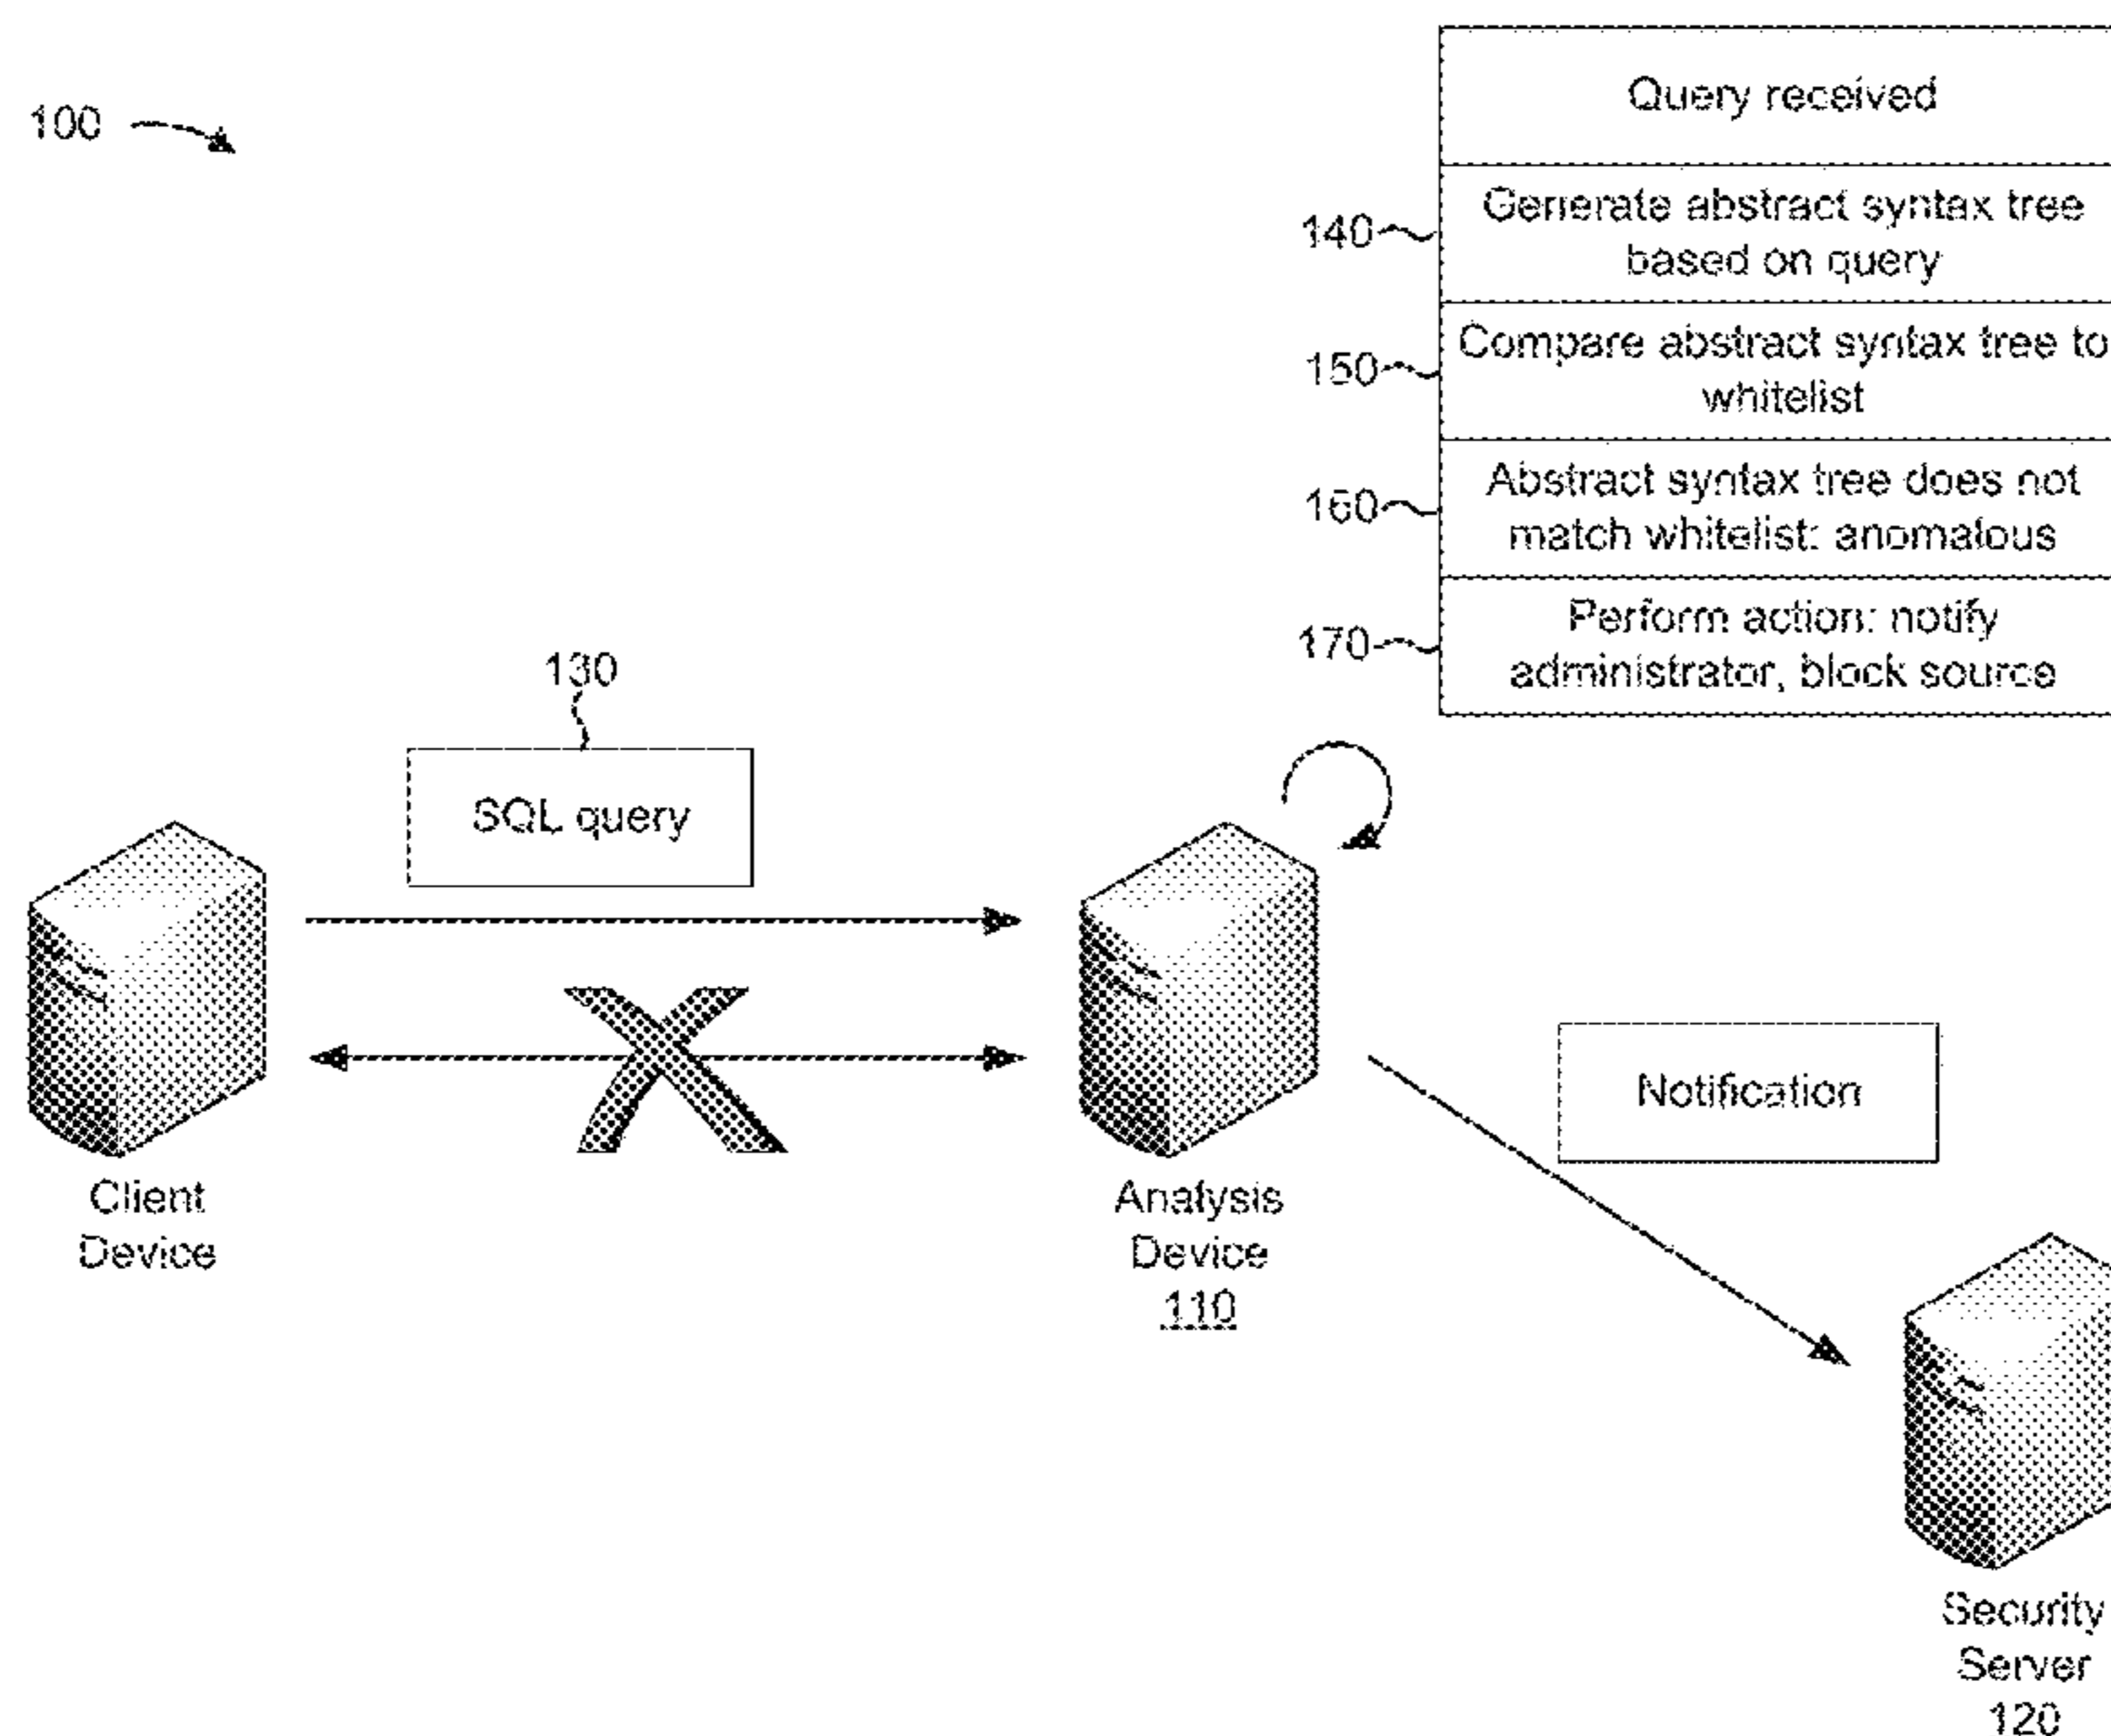 100
Query received
140
Generate abstract syntax tree
based on query
150
Compare abstract syntax tree to
whitelist
160
Abstract syntax tree does not
match whitelist: anomalous
170
Perform action: notify
administrator, block source
130
SQL query
Client
Device
Analysis
Device
110
Notification
Security
Server
120